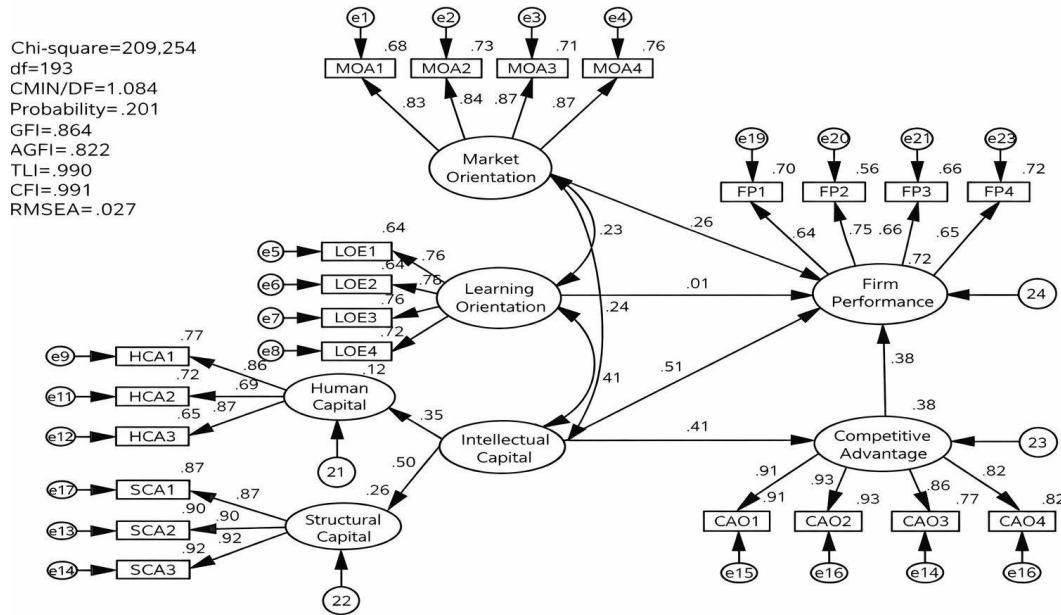 Chi-square=209,254
df=193
CMIN/DF=1.084
Probability=.201
GFI=.864
AGFI=.822
TLI=.990
CFI=.991
RMSEA=.027
e1 e2 e3 e4
.68 .73 .71 .76
MOA1 MOA2 MOA3 MOA4
.83 .84 .87 .87
Market
Orientation
e19 e20 e21 e23
.70 .56 .66 .72
FP1 FP2 FP3 FP4
.64 .75 .66 .65
.26
.23
.72
Firm
Performance
24
.64
e5 LOE1
.76
.64
e6 LOE2
.76
e7 LOE3
.76
.72
e8 LOE4
Learning
Orientation
.01
.24
.77
e9 HCA1
.86
.72
e11 HCA2
.69
.65
e12 HCA3
.87
.12
Human
Capital
21
.35
.41
.51
.38
Intellectual
Capital
.41
.38
Competitive
Advantage
23
.50
.26
.87
e17 SCA1
.87
.90
e13 SCA2
.90
.92
e14 SCA3
.92
Structural
Capital
22
.91 .93 .86 .82
.91 .93 .77 .82
CAO1 CAO2 CAO3 CAO4
e15 e16 e14 e16